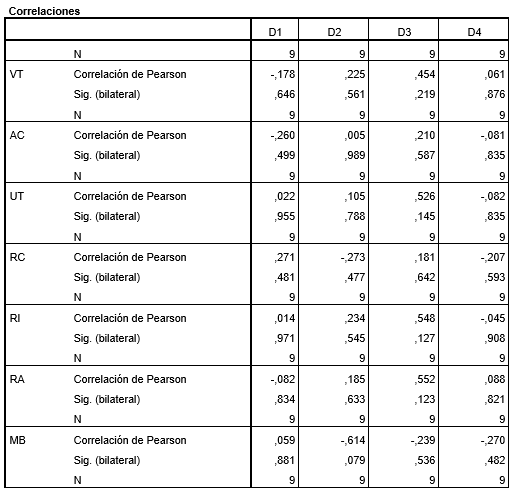 Correlaciones
D1 D2 D3 D4
N 9 9 9 9
VT Correlación de Pearson -,178 ,225 ,454 ,061
Sig. (bilateral) ,646 ,561 ,219 ,876
N 9 9 9 9
AC Correlación de Pearson -,260 ,005 ,210 -,081
Sig. (bilateral) ,499 ,989 ,587 ,835
N 9 9 9 9
UT Correlación de Pearson ,022 ,105 ,526 -,082
Sig. (bilateral) ,955 ,788 ,145 ,835
N 9 9 9 9
RC Correlación de Pearson ,271 -,273 ,181 -,207
Sig. (bilateral) ,481 ,477 ,642 ,593
N 9 9 9 9
RI Correlación de Pearson ,014 ,234 ,548 -,045
Sig. (bilateral) ,971 ,545 ,127 ,908
N 9 9 9 9
RA Correlación de Pearson -,082 ,185 ,552 ,088
Sig. (bilateral) ,834 ,633 ,123 ,821
N 9 9 9 9
MB Correlación de Pearson ,059 -,614 -,239 -,270
Sig. (bilateral) ,881 ,079 ,536 ,482
N 9 9 9 9